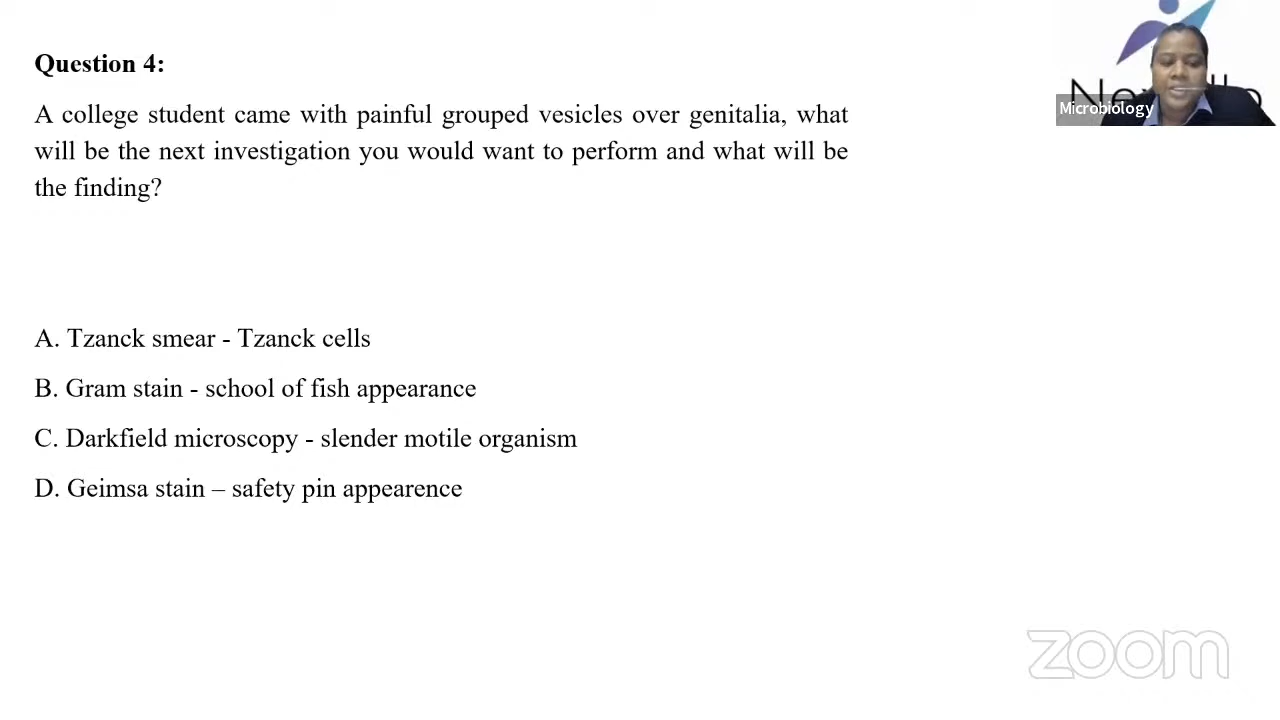 Question 4:
A college student came with painful grouped vesicles over genitalia, what
will be the next investigation you would want to perform and what will be
the finding?
Microbiology
A. Tzanck smear - Tzanck cells
B. Gram stain - school of fish appearance
C. Darkfield microscopy - slender motile organism
D. Geimsa stain – safety pin appearence
zoom